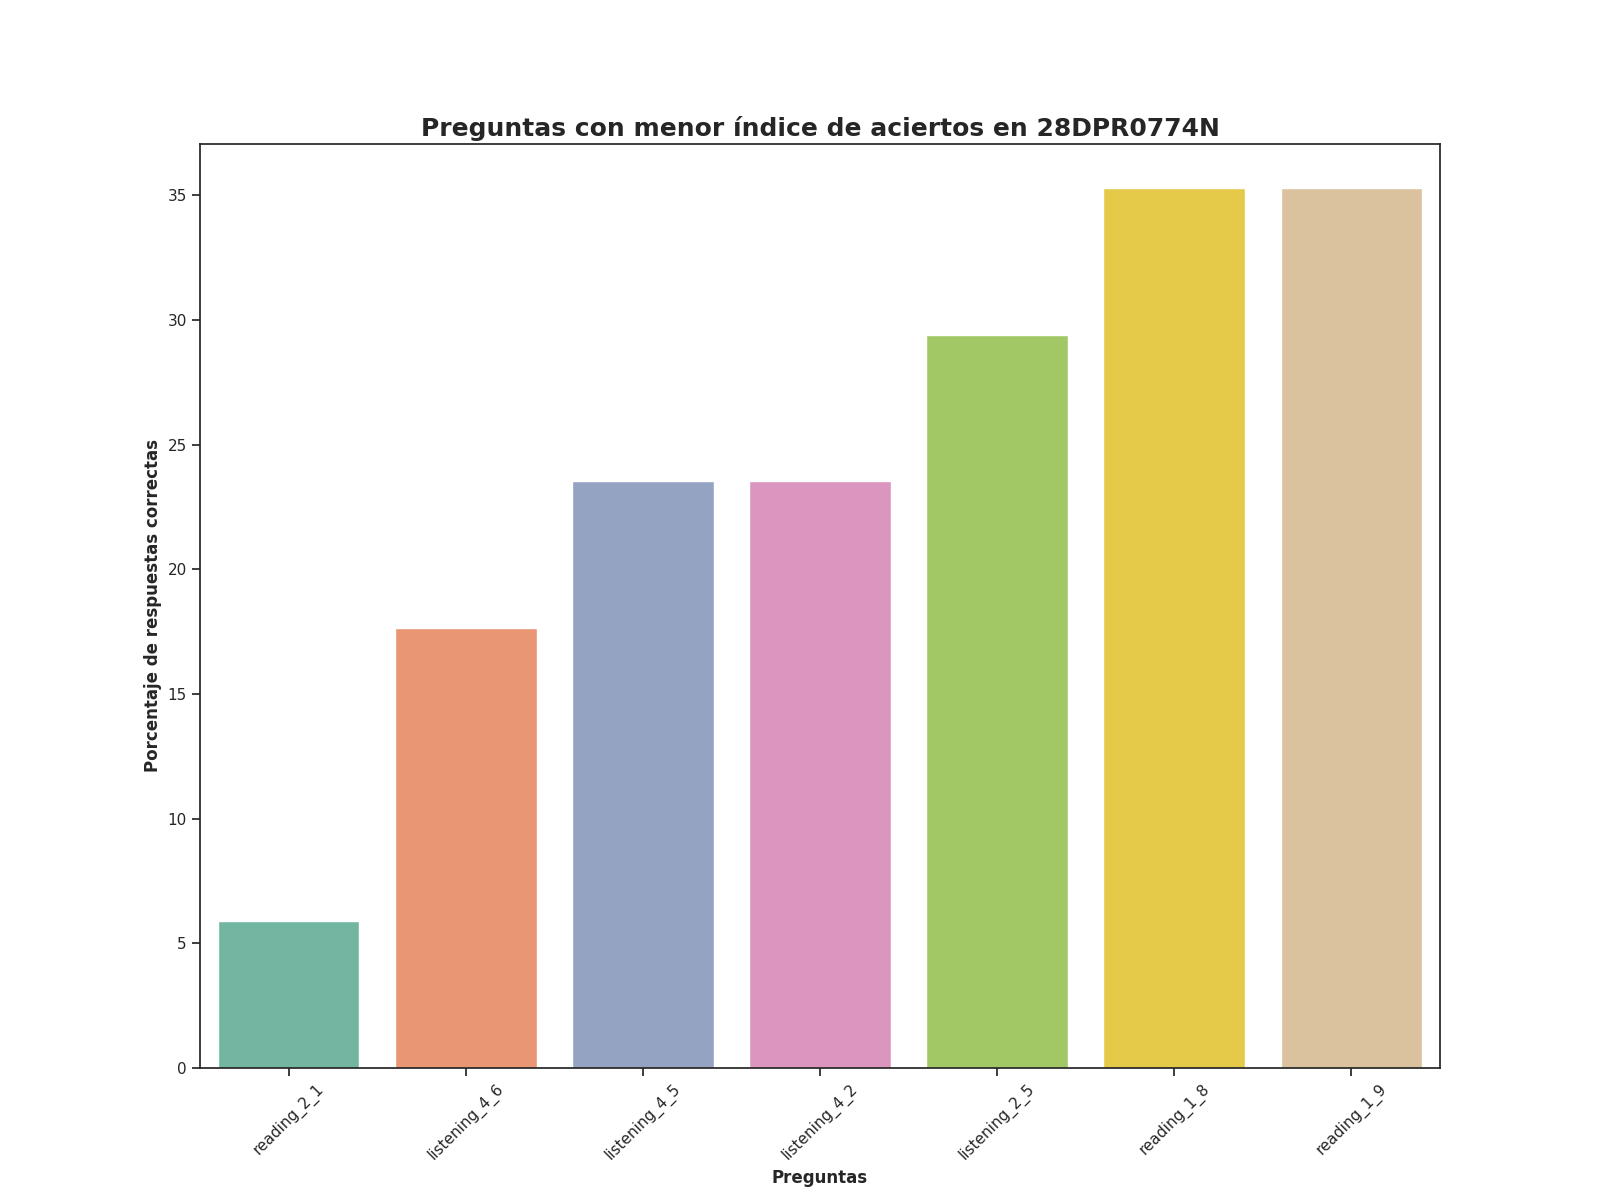 Preguntas con menor índice de aciertos en 28DPR0774N
Porcentaje de respuestas correctas
35
30
25
20
15
10
5
0
reading_2_1
listening_4_6
listening_4_5
listening_4_2
listening_2_5
reading_1_8
reading_1_9
Preguntas